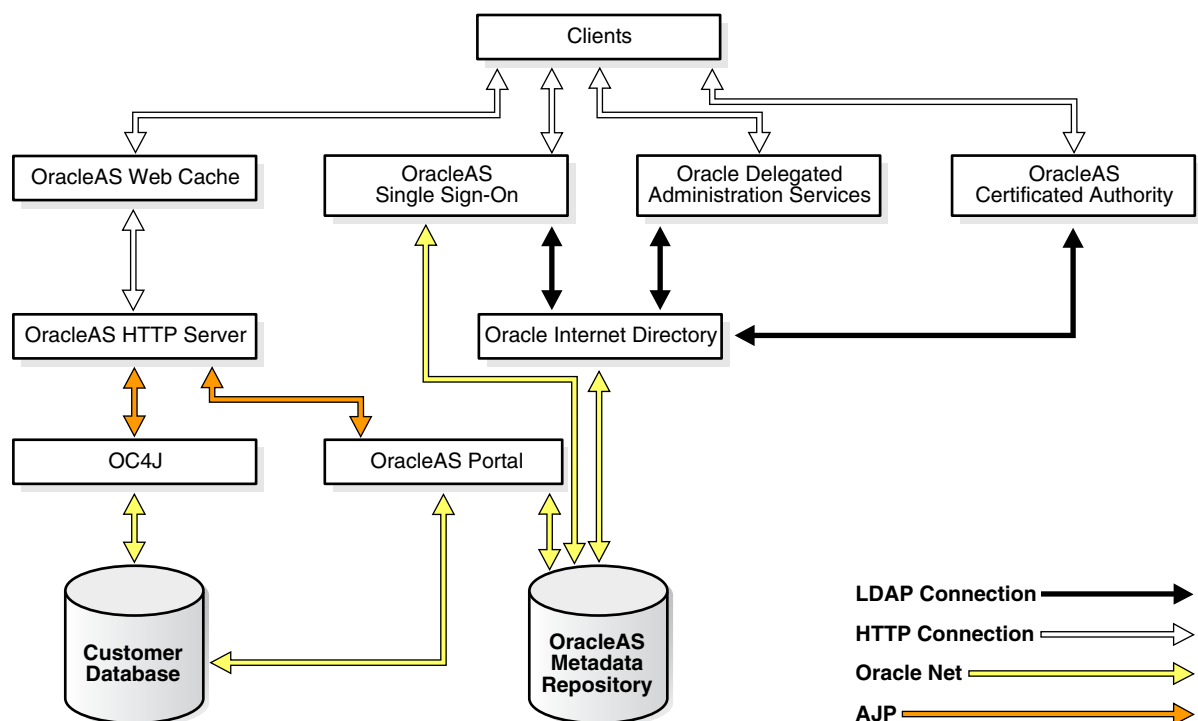 Clients
OracleAS Web Cache
OracleAS
Single Sign-On
Oracle Delegated
Administration Services
OracleAS
Certificated Authority
OracleAS HTTP Server
Oracle Internet Directory
OC4J
OracleAS Portal
Customer
Database
OracleAS
Metadata
Repository
LDAP Connection
HTTP Connection
Oracle Net
AJP